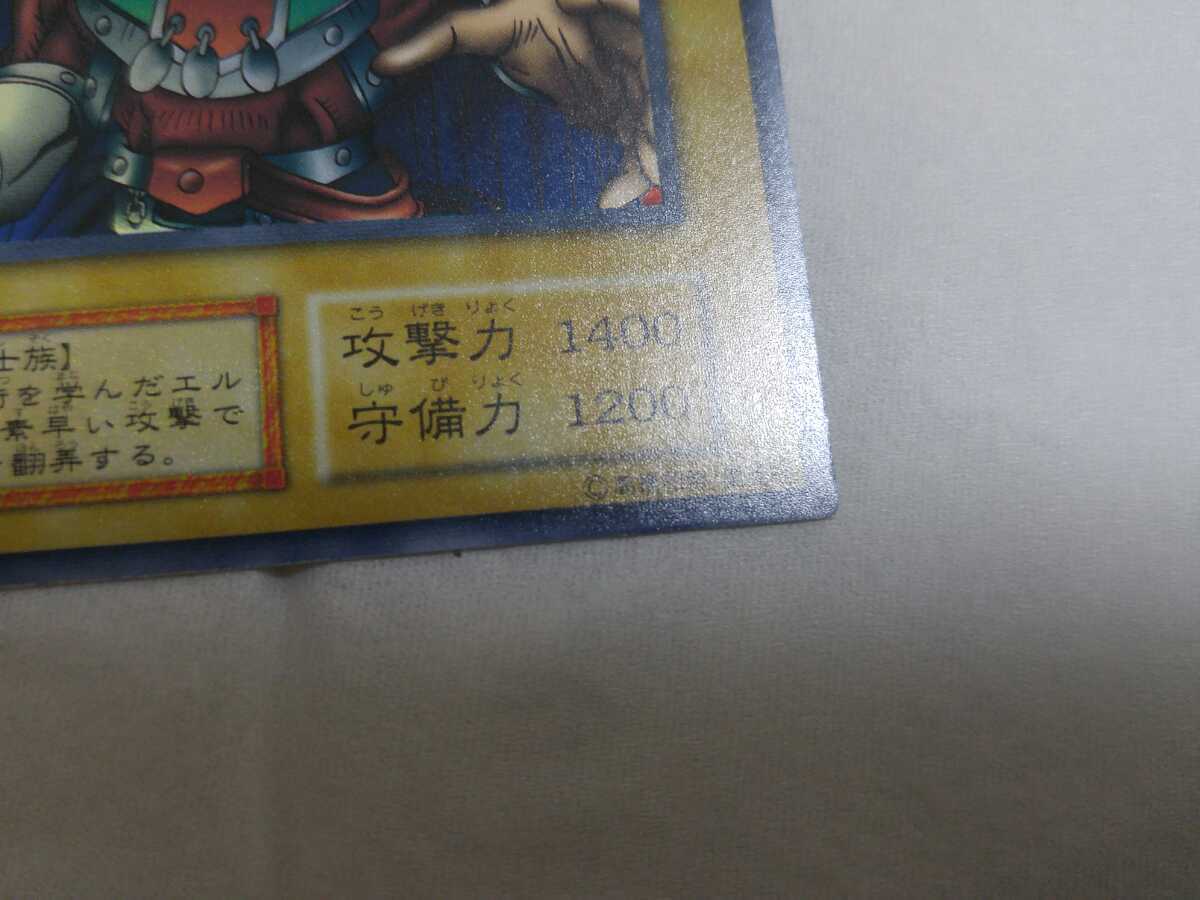 士族】
を学んだエル
素早い攻撃で
翻弄する。
こう げき りょく
攻撃力 1400
しゅ び りょく
守備力 1200
©